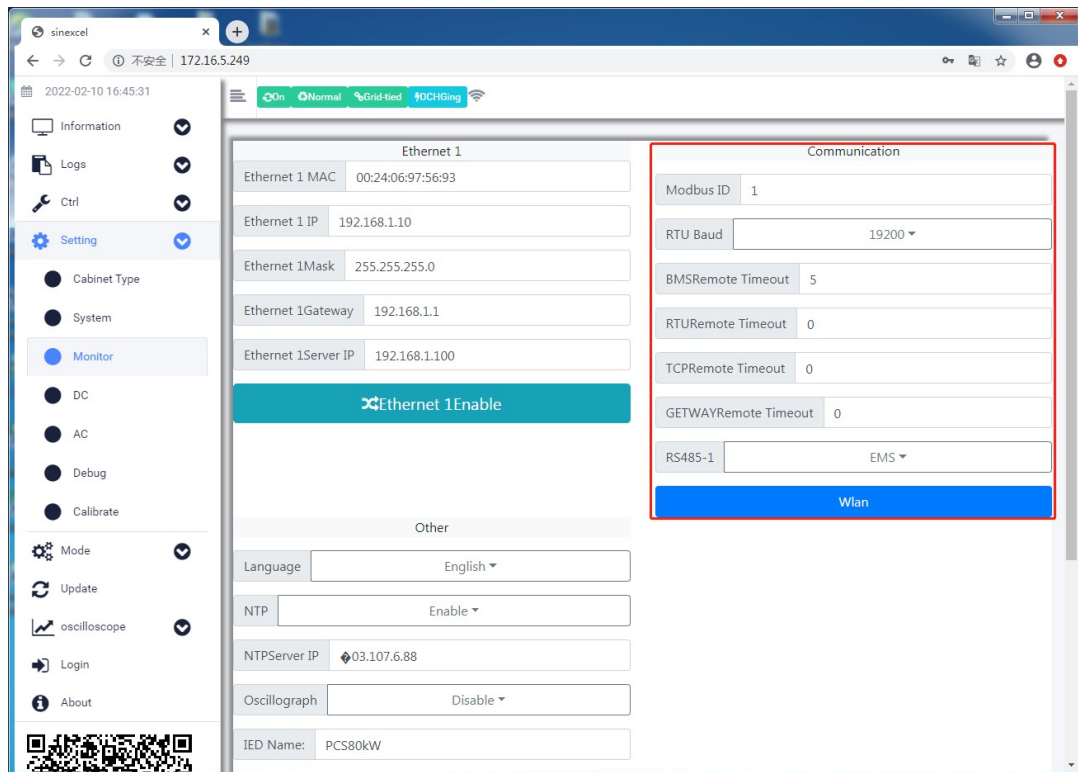 sinexcel
不安全 172.16.5.249
2022-02-10 16:45:31
On Normal Grid-tied DCHGing
Information
Logs
Ctrl
Setting
Cabinet Type
System
Monitor
DC
AC
Debug
Calibrate
Mode
Update
oscilloscope
Login
About
Ethernet 1
Ethernet 1 MAC 00:24:06:97:56:93
Ethernet 1 IP 192.168.1.10
Ethernet 1Mask 255.255.255.0
Ethernet 1Gateway 192.168.1.1
Ethernet 1Server IP 192.168.1.100
Ethernet 1Enable
Other
Language English
NTP Enable
NTPServer IP �03.107.6.88
Oscillograph Disable
IED Name: PCS80kW
Communication
Modbus ID 1
RTU Baud 19200
BMSRemote Timeout 5
RTURemote Timeout 0
TCPRemote Timeout 0
GETWAYRemote Timeout 0
RS485-1 EMS
Wlan